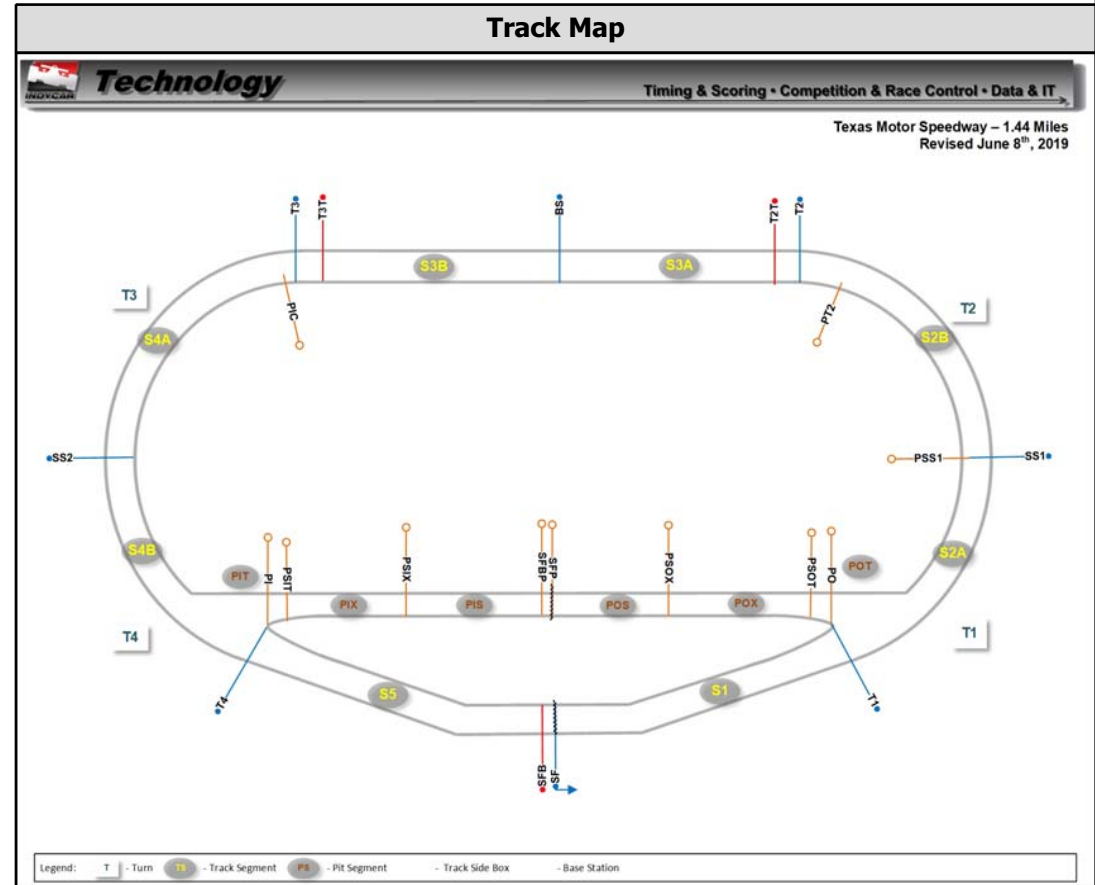 Track Map
INDYCAR
Technology
Timing & Scoring • Competition & Race Control • Data & IT
Texas Motor Speedway – 1.44 Miles
Revised June 8th, 2019
T3
T3T
BS
T2T
T2
S3B
S3A
T3
T2
PIC
PT2
S4A
S2B
SS2
PSS1
SS1
S4B
S2A
PIT
PI
PSIT
PSIX
SFBP
SFP
PSOX
PSOT
PO
POT
PIX
PIS
POS
POX
T4
T1
S5
S1
T4
T1
SFB
SF
Legend: T - Turn TS - Track Segment PS - Pit Segment - Track Side Box - Base Station